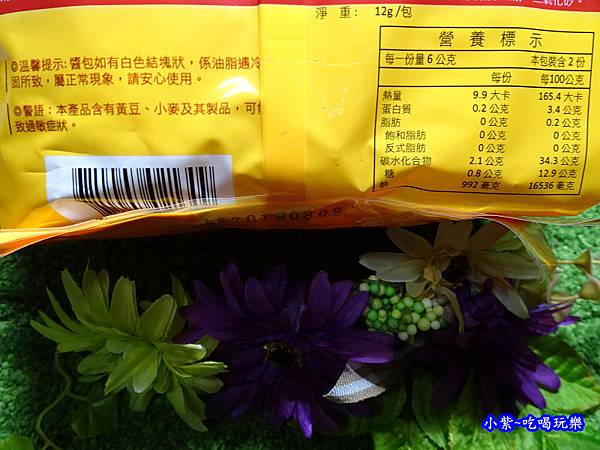 淨 重: 12g/包
◎溫馨提示: 醬包如有白色結塊狀，係油脂遇冷
固所致，屬正常現象，請安心使用。
◎警語: 本產品含有黃豆、小麥及其製品，可能
致過敏症狀。
營養標示
每一份量 6 公克 本包裝含 2 份
每份 每100公克
熱量 9.9 大卡 165.4 大卡
蛋白質 0.2 公克 3.4 公克
脂肪 0 公克 0 公克
飽和脂肪 0 公克 0 公克
反式脂肪 0 公克 0 公克
碳水化合物 2.1 公克 34.3 公克
糖 0.8 公克 12.9 公克
鈉 992 毫克 16536 毫克
20190809
小紫~吃喝玩樂